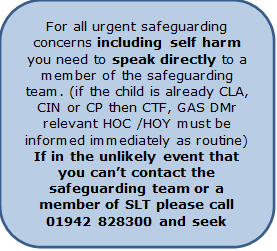 For all urgent safeguarding
concerns including self harm
you need to speak directly to a
member of the safeguarding
team. (if the child is already CLA,
CIN or CP then CTF, GAS DMr
relevant HOC /HOY must be
informed immediately as routine)
If in the unlikely event that
you can't contact the
safeguarding team or a
member of SLT please call
01942 828300 and seek